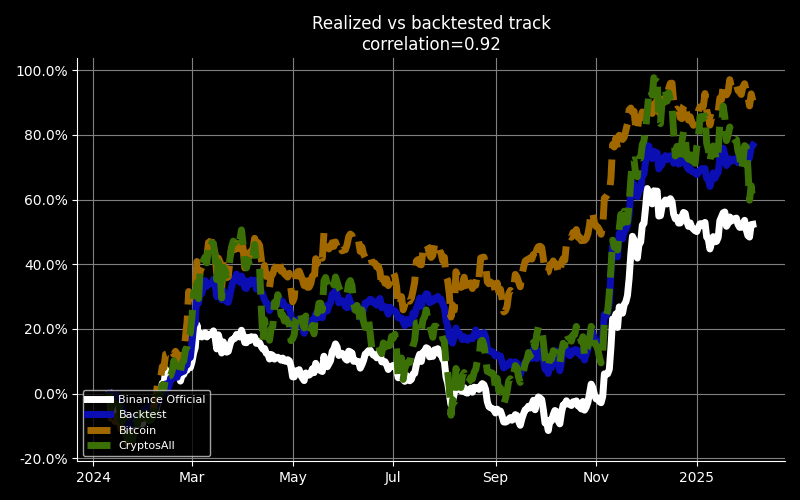 Realized vs backtested track
correlation=0.92
100.0%
80.0%
60.0%
40.0%
20.0%
0.0%
-20.0%
Binance Official
Backtest
Bitcoin
CryptosAll
2024 Mar May Jul Sep Nov 2025